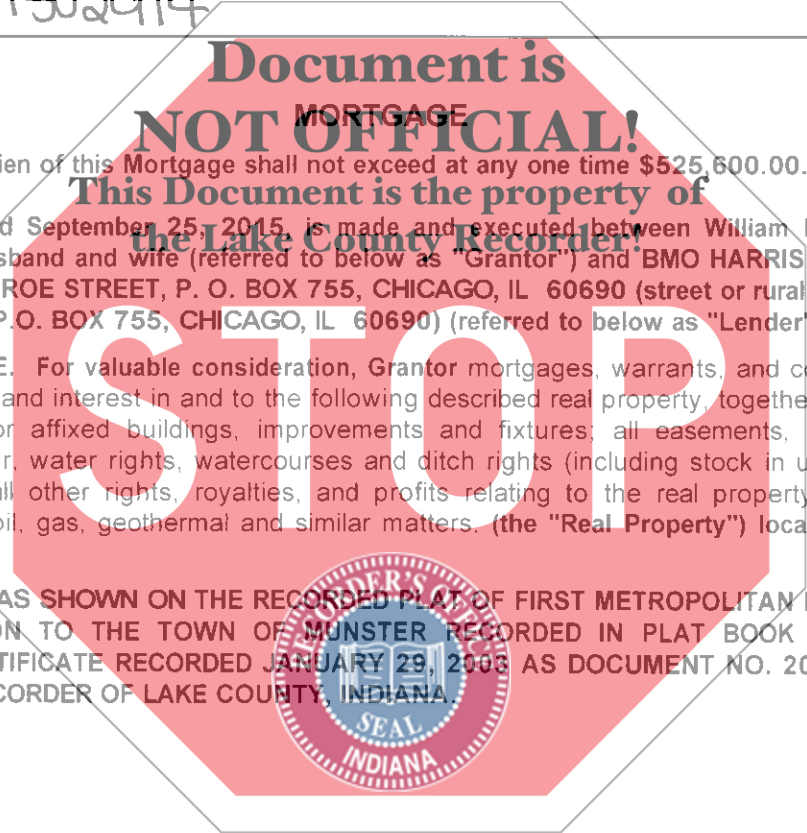 Document is
NOT OFFICIAL!
MORTGAGE
ien of this Mortgage shall not exceed at any one time $525,600.00.
This Document is the property of
the Lake County Recorder!
d September 25, 2015, is made and executed between William
sband and wife (referred to below as "Grantor") and BMO HARRIS
ROE STREET, P. O. BOX 755, CHICAGO, IL 60690 (street or rural
P.O. BOX 755, CHICAGO, IL 60690) (referred to below as "Lender"
E. For valuable consideration, Grantor mortgages, warrants, and co
and interest in and to the following described real property, togethe
or affixed buildings, improvements and fixtures; all easements,
r, water rights, watercourses and ditch rights (including stock in u
ll other rights, royalties, and profits relating to the real property
oil, gas, geothermal and similar matters, (the "Real Property") loca
STOP
AS SHOWN ON THE RECORDED PLAT OF FIRST METROPOLITAN
ON TO THE TOWN OF MUNSTER RECORDED IN PLAT BOOK
TIFICATE RECORDED JANUARY 29, 2003 AS DOCUMENT NO. 20
CORDER OF LAKE COUNTY, INDIANA.
SEAL
INDIANA